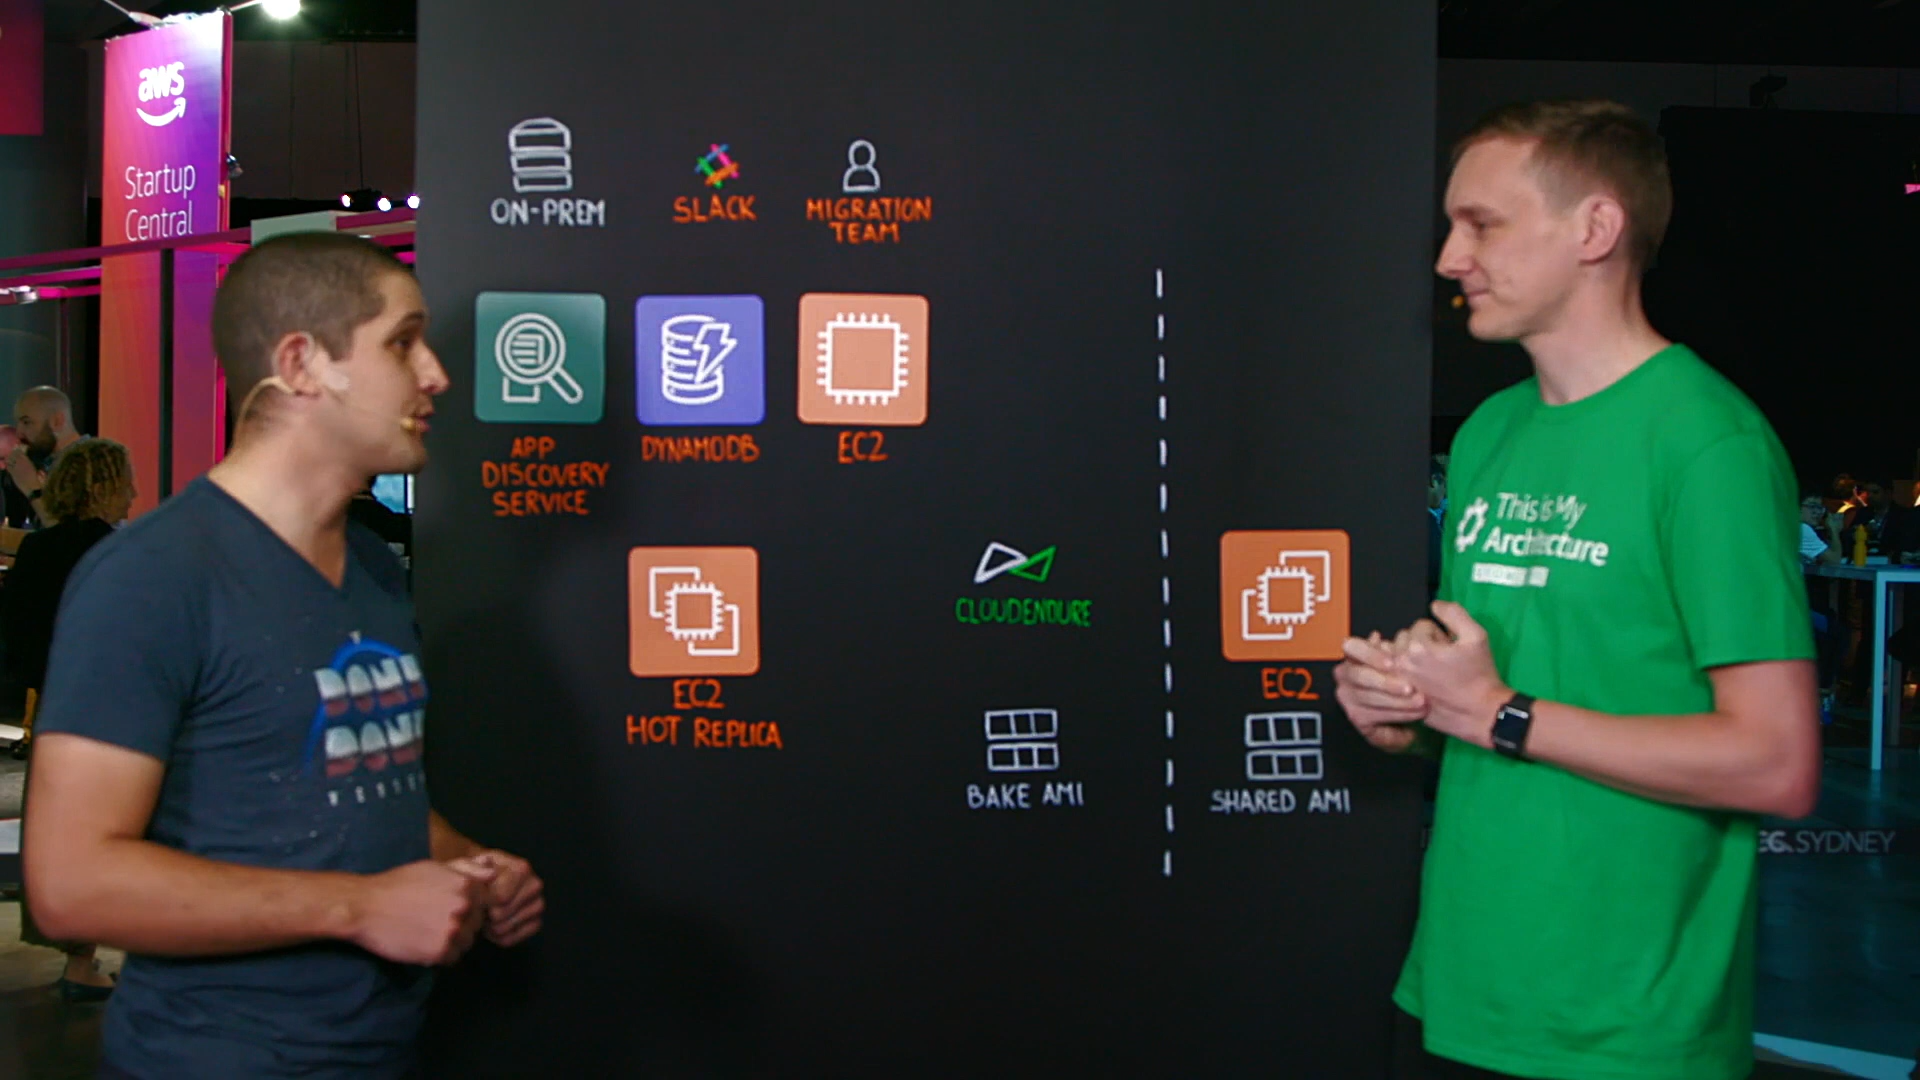 aws
Startup
Central
ON-PREM
SLACK
MIGRATION
TEAM
APP
DISCOVERY
SERVICE
DYNAMODB
EC2
EC2
HOT REPLICA
CLOUDENDURE
BAKE AMI
EC2
SHARED AMI
This is My
Architecture
SYDNEY